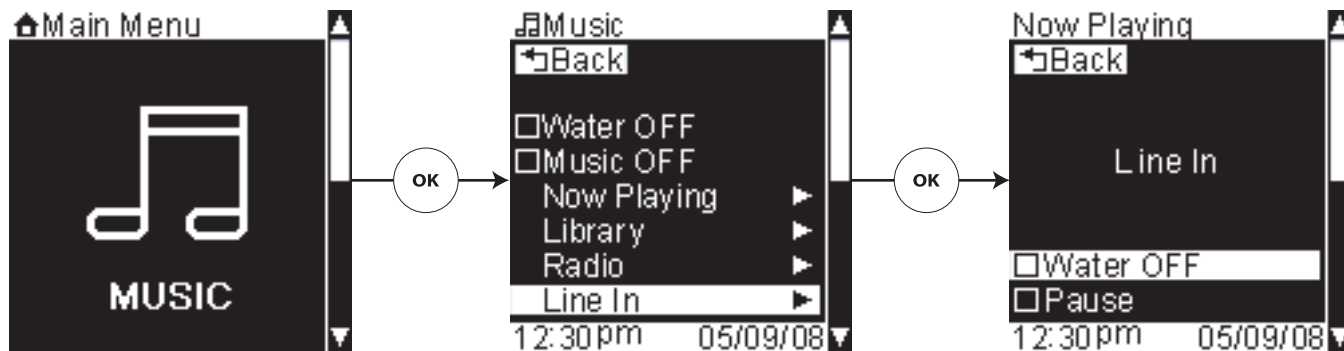 Main Menu
MUSIC
OK
Music
Back
Water OFF
Music OFF
Now Playing
Library
Radio
Line In
12:30pm 05/09/08
OK
Now Playing
Back
Line In
Water OFF
Pause
12:30pm 05/09/08